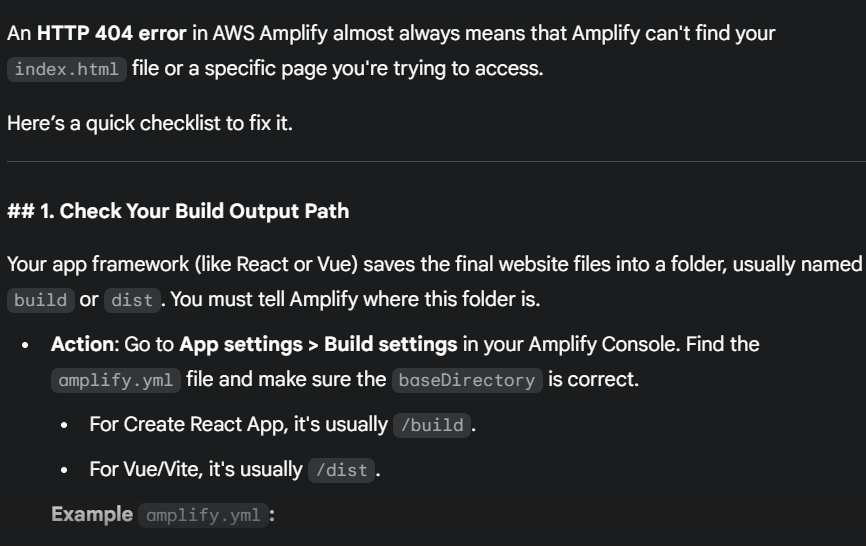 An HTTP 404 error in AWS Amplify almost always means that Amplify can't find your
index.html file or a specific page you're trying to access.
Here's a quick checklist to fix it.
## 1. Check Your Build Output Path
Your app framework (like React or Vue) saves the final website files into a folder, usually named
build or dist. You must tell Amplify where this folder is.
• Action: Go to App settings > Build settings in your Amplify Console. Find the
amplify.yml file and make sure the baseDirectory is correct.
• For Create React App, it's usually /build.
• For Vue/Vite, it's usually /dist.
Example amplify.yml: